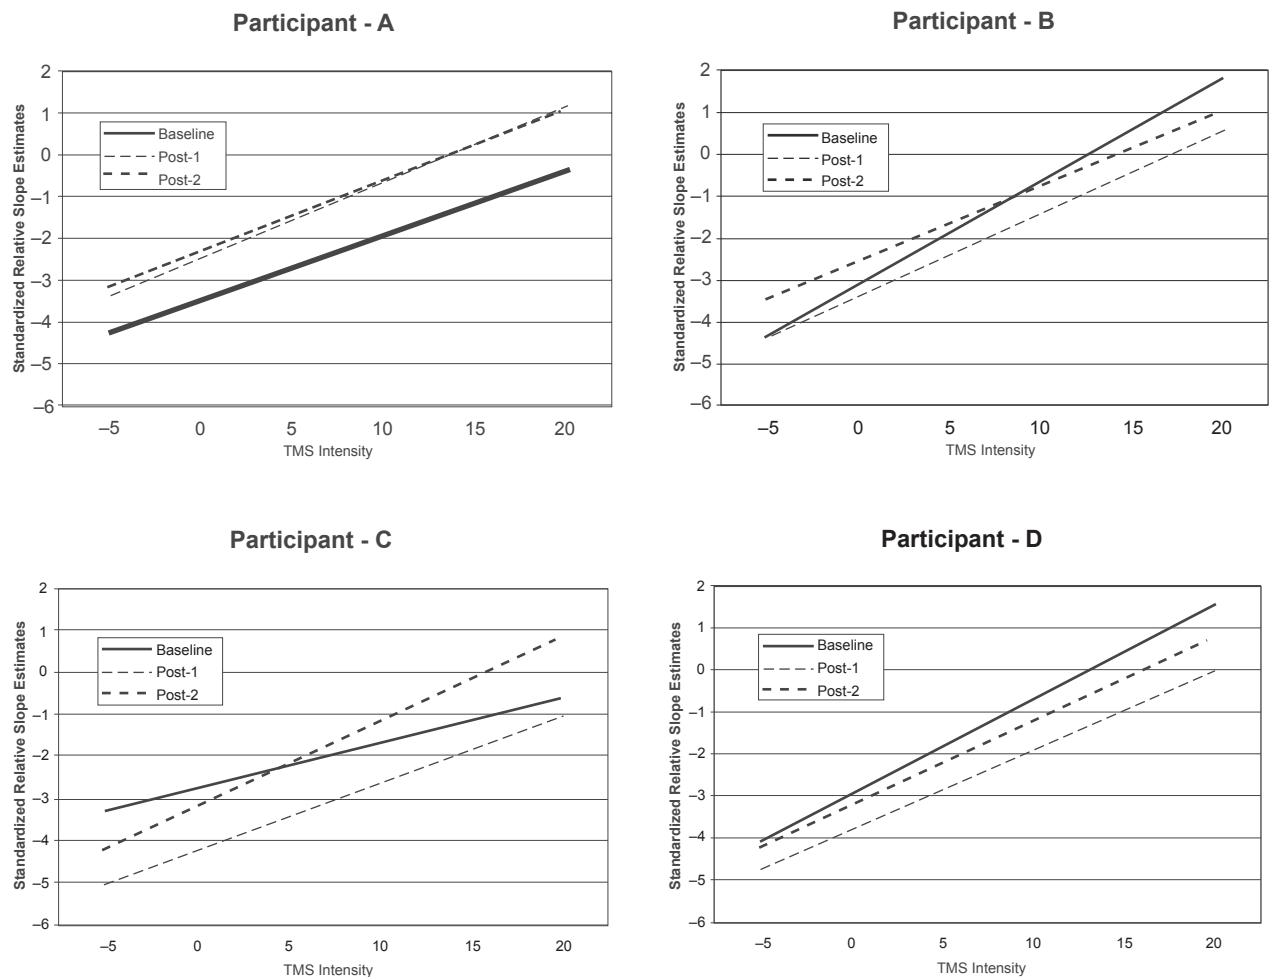 Participant - A
Standardized Relative Slope Estimates
2
1
0
–1
–2
–3
–4
–5
–6
Baseline
Post-1
Post-2
–5 0 5 10 15 20
TMS Intensity
Participant - B
Standardized Relative Slope Estimates
2
1
0
–1
–2
–3
–4
–5
–6
Baseline
Post-1
Post-2
–5 0 5 10 15 20
TMS Intensity
Participant - C
Standardized Relative Slope Estimates
2
1
0
–1
–2
–3
–4
–5
–6
Baseline
Post-1
Post-2
–5 0 5 10 15 20
TMS Intensity
Participant - D
Standardized Relative Slope Estimates
2
1
0
–1
–2
–3
–4
–5
–6
Baseline
Post-1
Post-2
–5 0 5 10 15 20
TMS Intensity